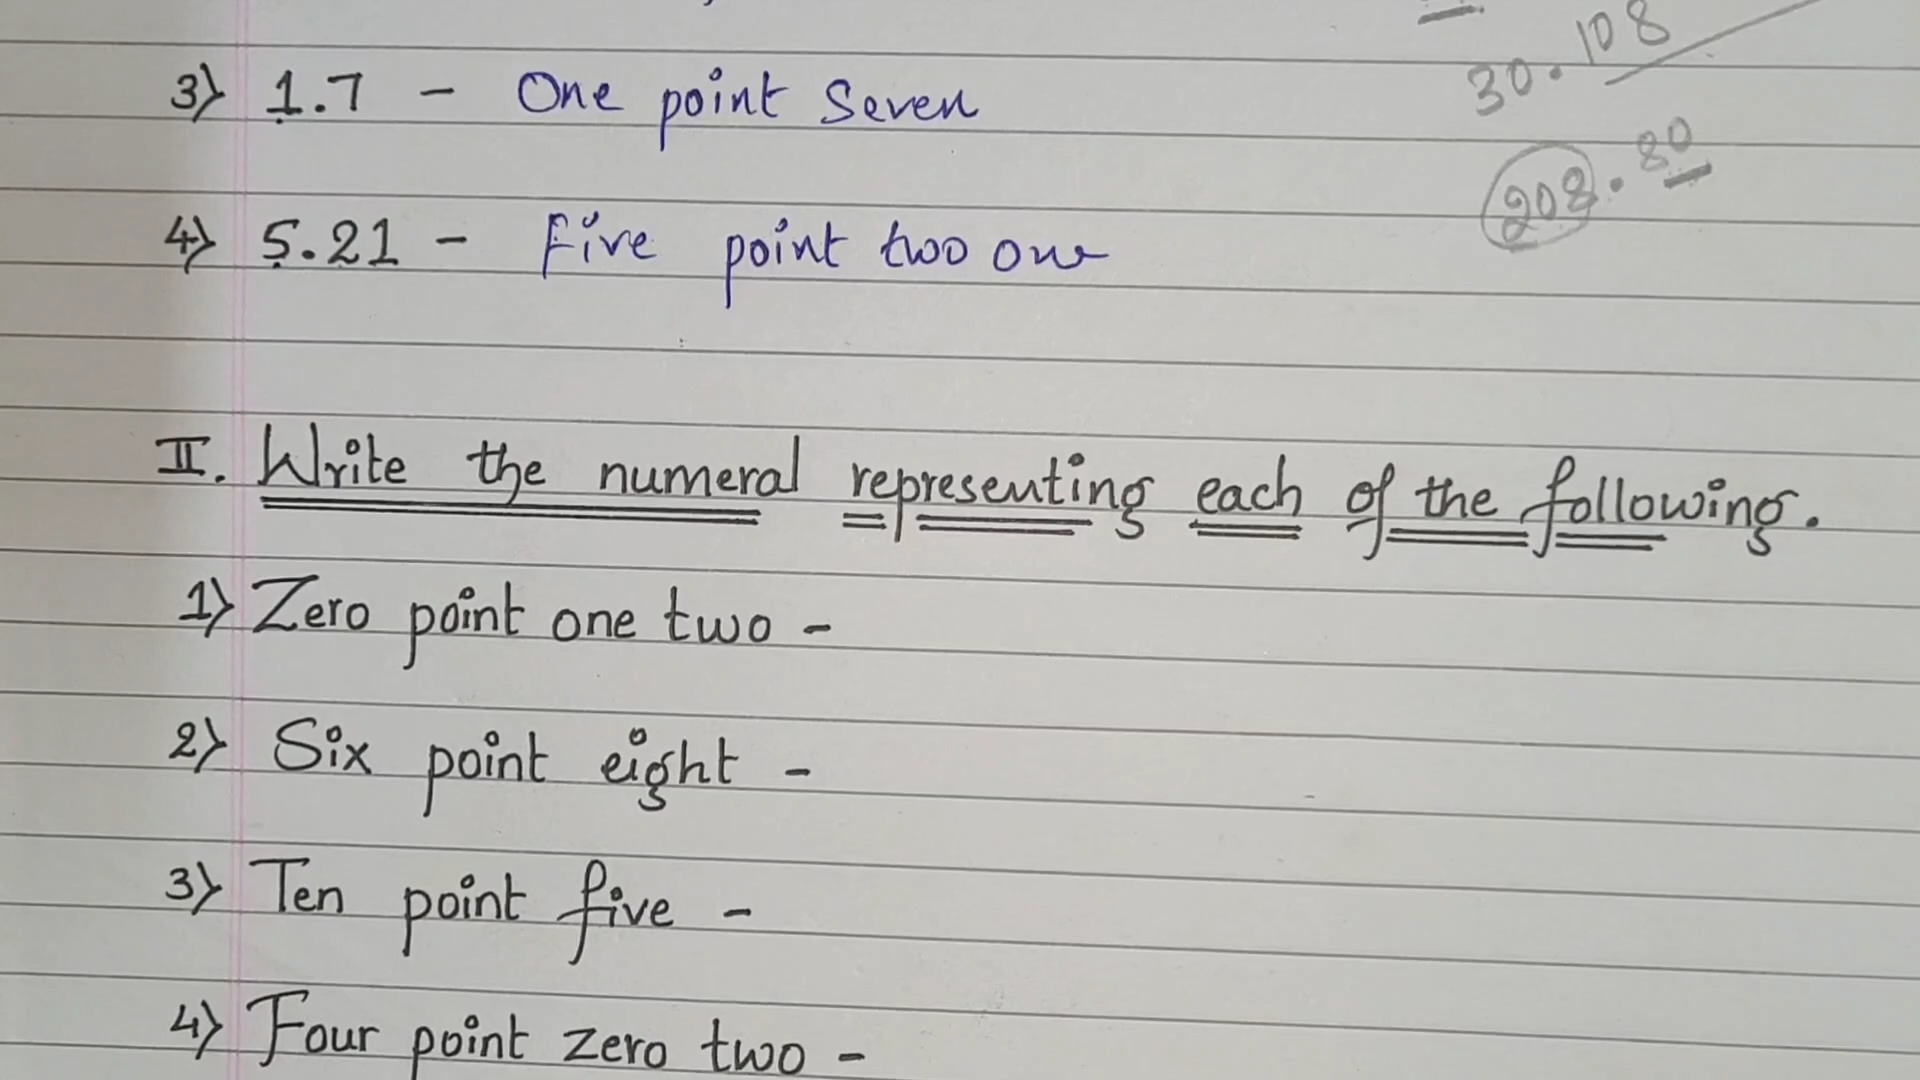 30.108
3) 1.7 - One point Seven
208.80
4) 5.21 - Five point two one
II. Write the numeral representing each of the following.
1) Zero point one two -
2) Six point eight -
3) Ten point five -
4) Four point zero two -